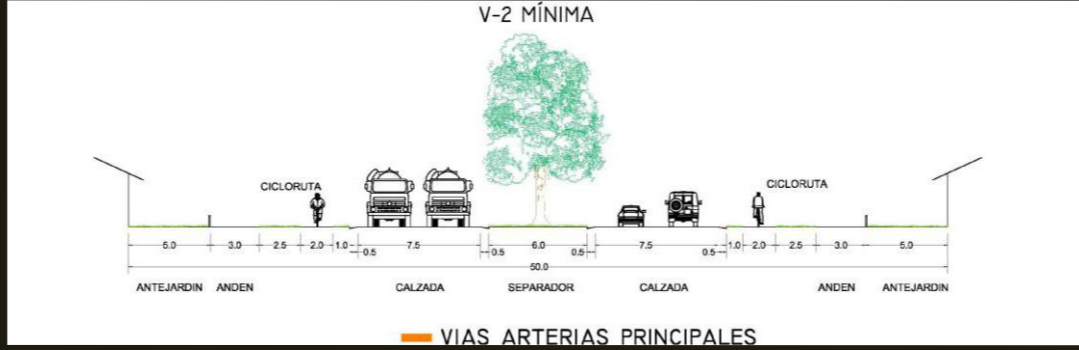 V-2 MÍNIMA
CICLORUTA
CICLORUTA
5.0 3.0 2.5 2.0 1.0 7.5 6.0 7.5 1.0 2.0 2.5 3.0 5.0
0.5 0.5 0.5 0.5
50.0
ANTEJARDIN ANDEN CALZADA SEPARADOR CALZADA ANDEN ANTEJARDIN
VIAS ARTERIAS PRINCIPALES